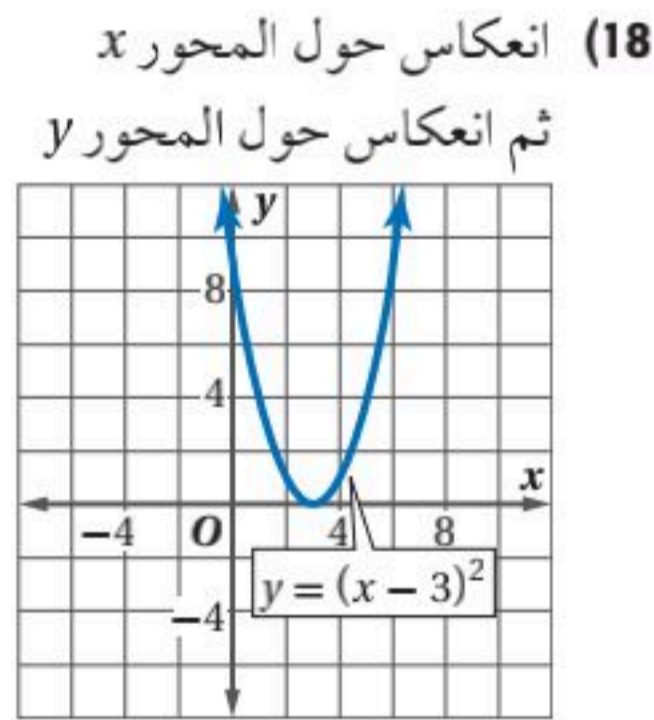 18) انعكاس حول المحور x
ثم انعكاس حول المحور y
y
8
4
x
−4 O 4 8
y = (x − 3)²
−4